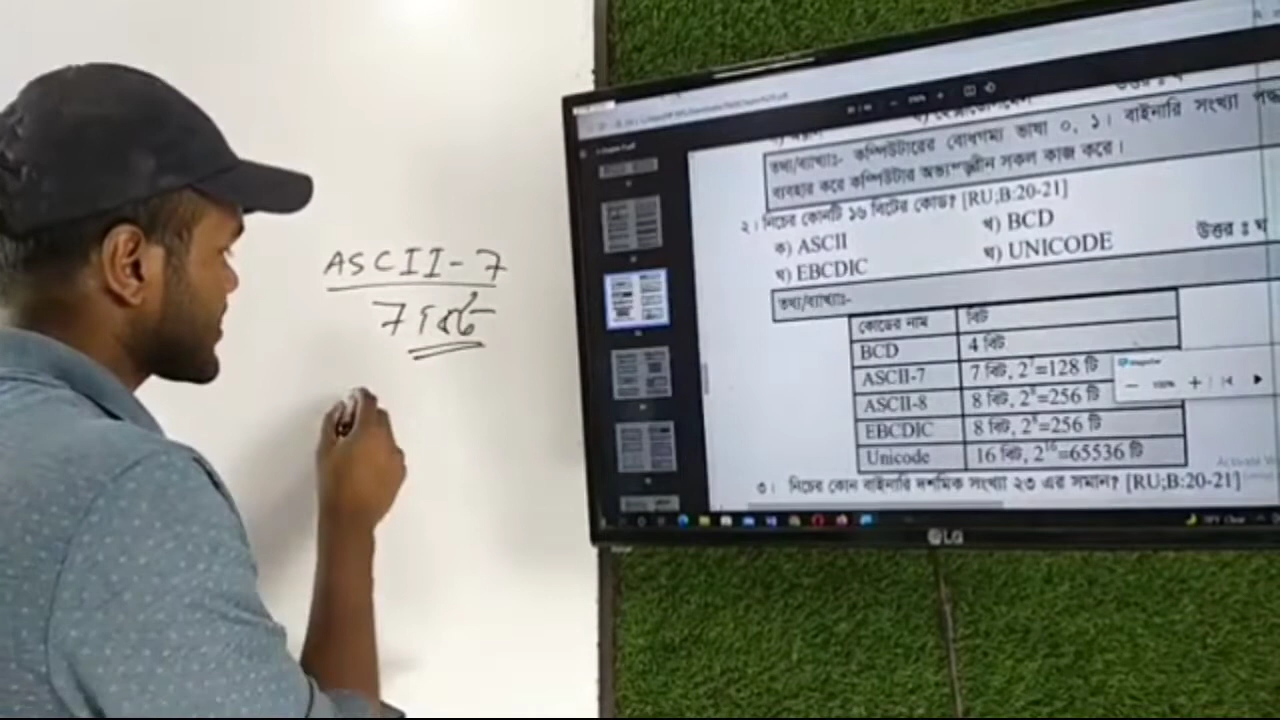 ASCII-7
7 বিট
তথ্য/ব্যাখ্যাঃ- কম্পিউটারের বোধগম্য ভাষা ০, ১। বাইনারি সংখ্যা
ব্যবহার করে কম্পিউটার অভ্যন্তরীন সকল কাজ করে।
২। নিচের কোনটি ১৬ বিটের কোড? [RU;B:20-21]
ক) ASCII খ) BCD
গ) EBCDIC ঘ) UNICODE উত্তর ঃ ঘ
তথ্য/ব্যাখ্যাঃ-
কোডের নাম বিট
BCD 4 বিট
ASCII-7 7 বিট, 2⁷=128 টি
ASCII-8 8 বিট, 2⁸=256 টি
EBCDIC 8 বিট, 2⁸=256 টি
Unicode 16 বিট, 2¹⁶=65536 টি
৩। নিচের কোন বাইনারি দশমিক সংখ্যা ২৩ এর সমান? [RU;B:20-21]
Magnifier
100%
LG